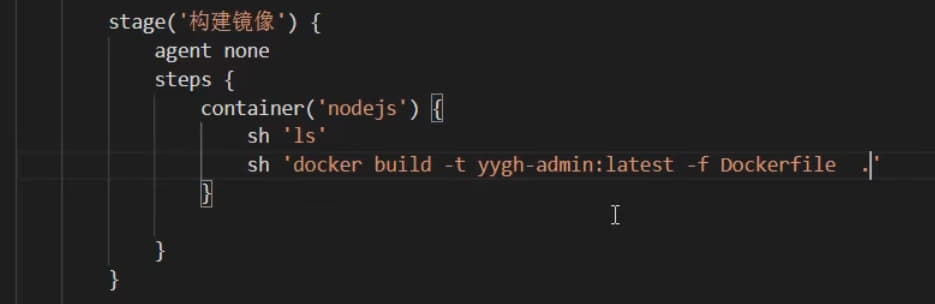 stage('构建镜像') {
agent none
steps {
container('nodejs') {
sh 'ls'
sh 'docker build -t yygh-admin:latest -f Dockerfile  .'
}
}
}